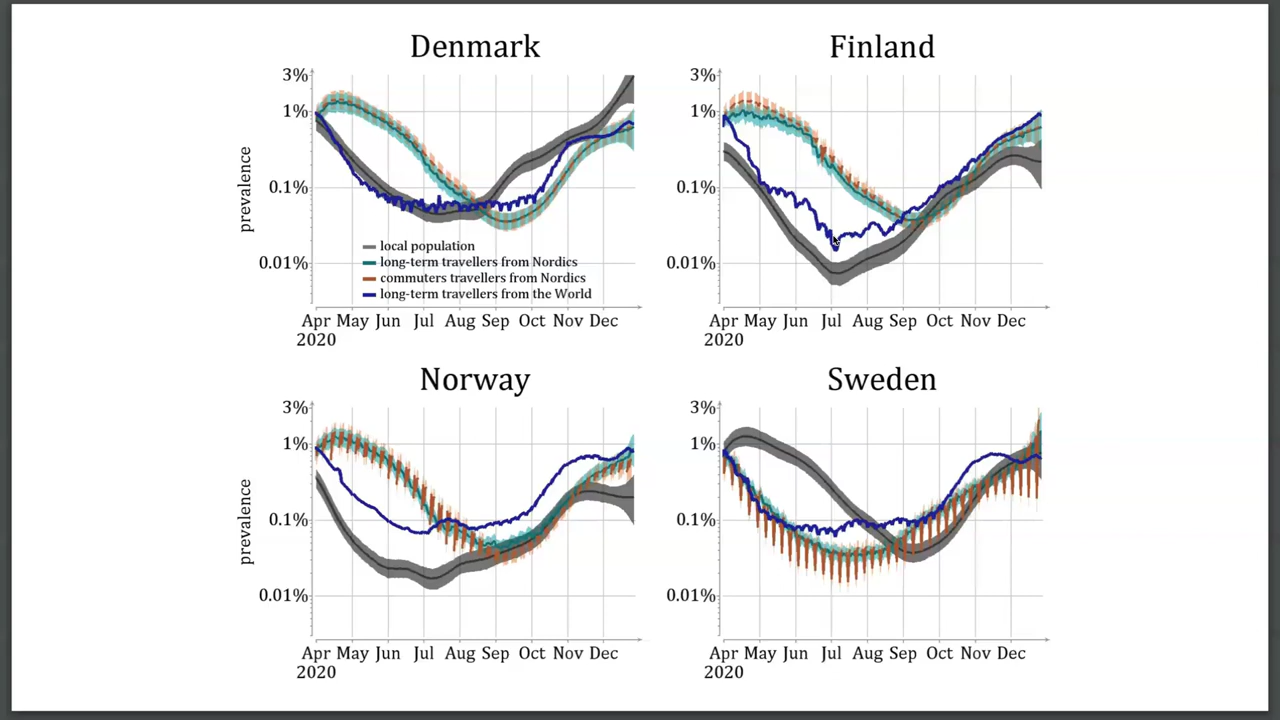 Denmark
Finland
3%
1%
0.1%
0.01%
prevalence
local population
long-term travellers from Nordics
commuters travellers from Nordics
long-term travellers from the World
Apr May Jun Jul Aug Sep Oct Nov Dec
2020
3%
1%
0.1%
0.01%
Apr May Jun Jul Aug Sep Oct Nov Dec
2020
Norway
Sweden
3%
1%
0.1%
0.01%
prevalence
Apr May Jun Jul Aug Sep Oct Nov Dec
2020
3%
1%
0.1%
0.01%
Apr May Jun Jul Aug Sep Oct Nov Dec
2020